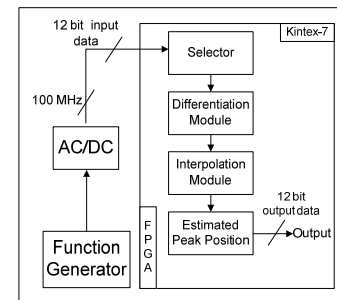 12 bit input
data
Kintex-7
Selector
100 MHz
Differentiation
Module
AC/DC
Interpolation
Module
12 bit
output data
F
P
G
A
Estimated
Peak Position
Output
Function
Generator